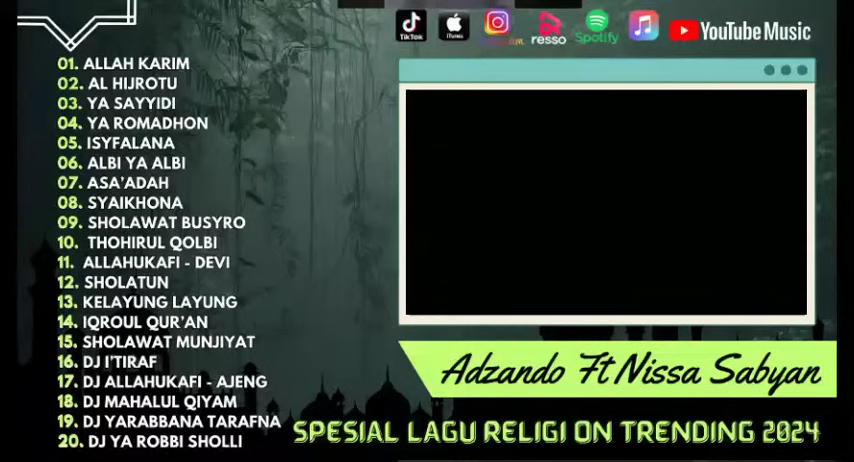 TikTok
iTunes
resso
Spotify
YouTube Music
01. ALLAH KARIM
02. AL HIJROTU
03. YA SAYYIDI
04. YA ROMADHON
05. ISYFALANA
06. ALBI YA ALBI
07. ASA'ADAH
08. SYAIKHONA
09. SHOLAWAT BUSYRO
10. THOHIRUL QOLBI
11. ALLAHUKAFI - DEVI
12. SHOLATUN
13. KELAYUNG LAYUNG
14. IQROUL QUR'AN
15. SHOLAWAT MUNJIYAT
16. DJ I'TIRAF
17. DJ ALLAHUKAFI - AJENG
18. DJ MAHALUL QIYAM
19. DJ YARABBANA TARAFNA
20. DJ YA ROBBI SHOLLI
Adzando Ft Nissa Sabyan
SPESIAL LAGU RELIGI ON TRENDING 2024